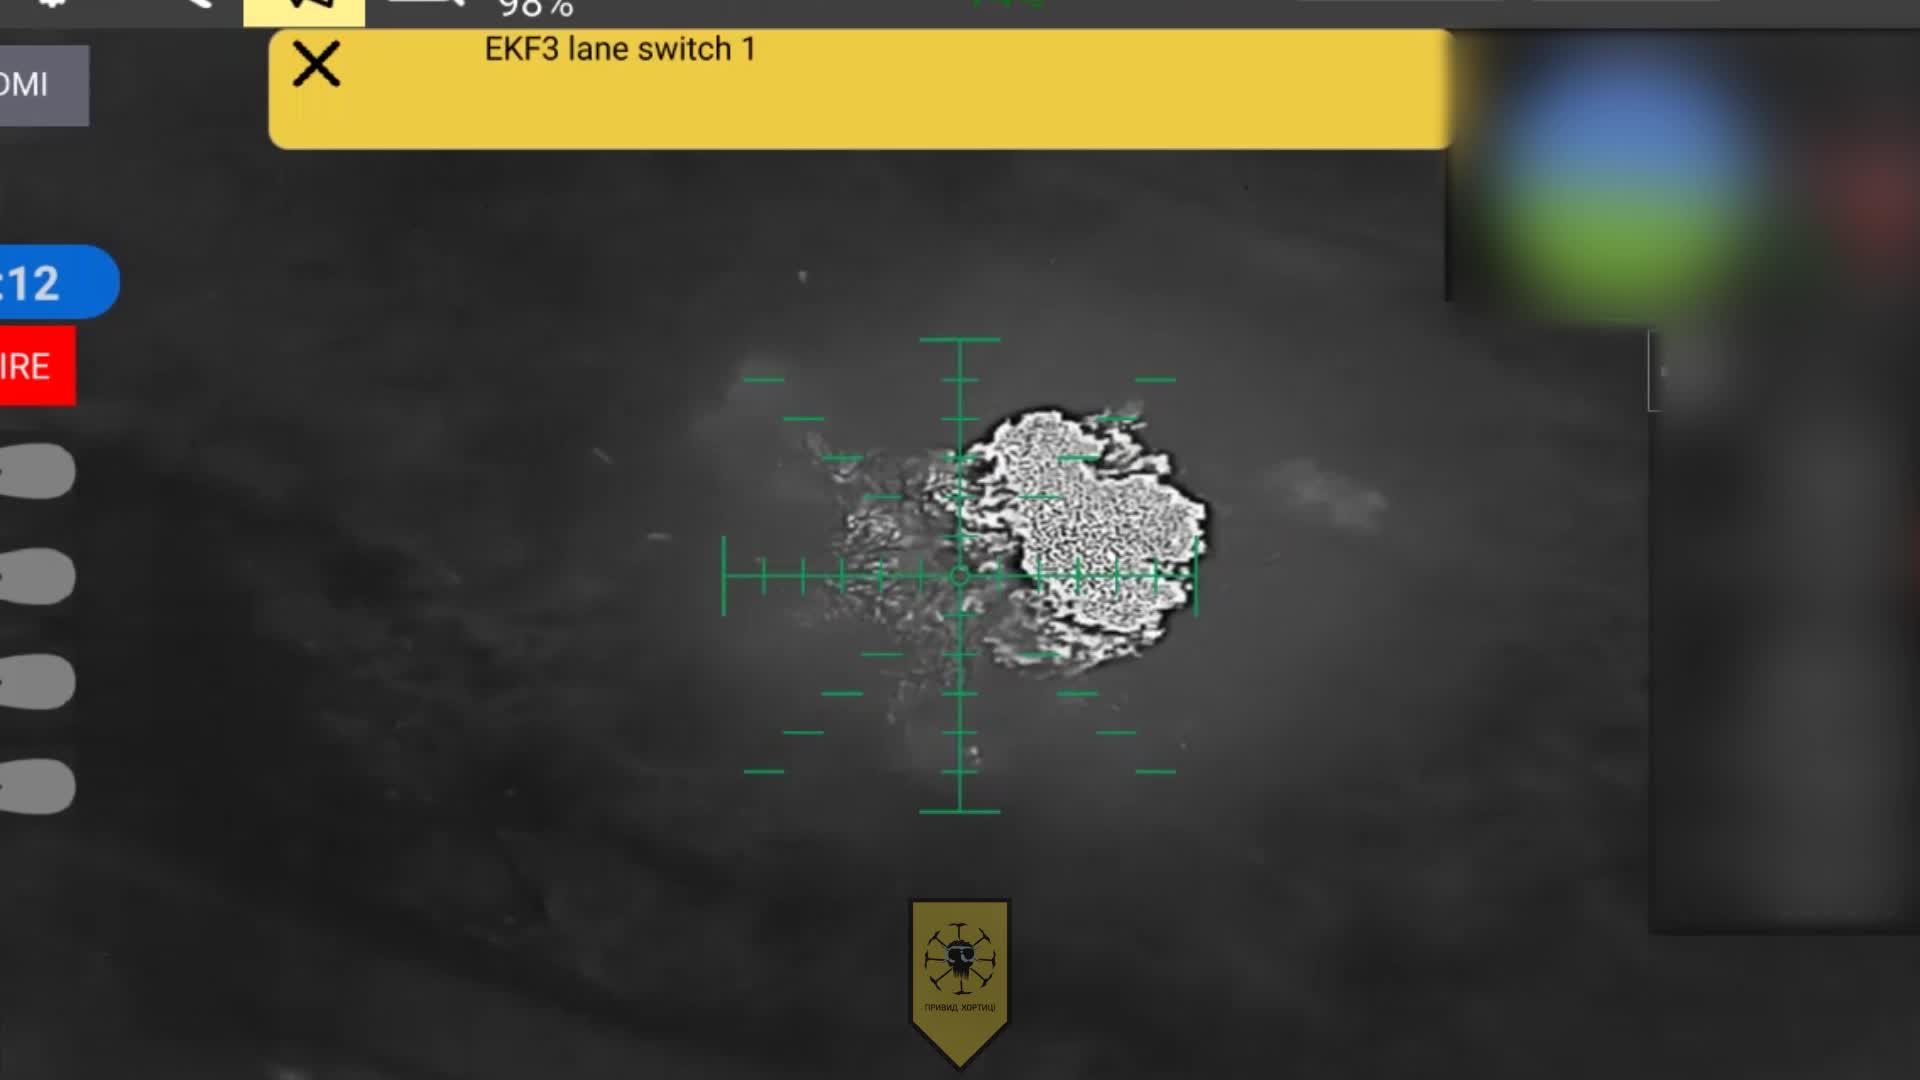 98%
EKF3 lane switch 1
OMI
:12
IRE
ПРИВИД ХОРТИЦІ